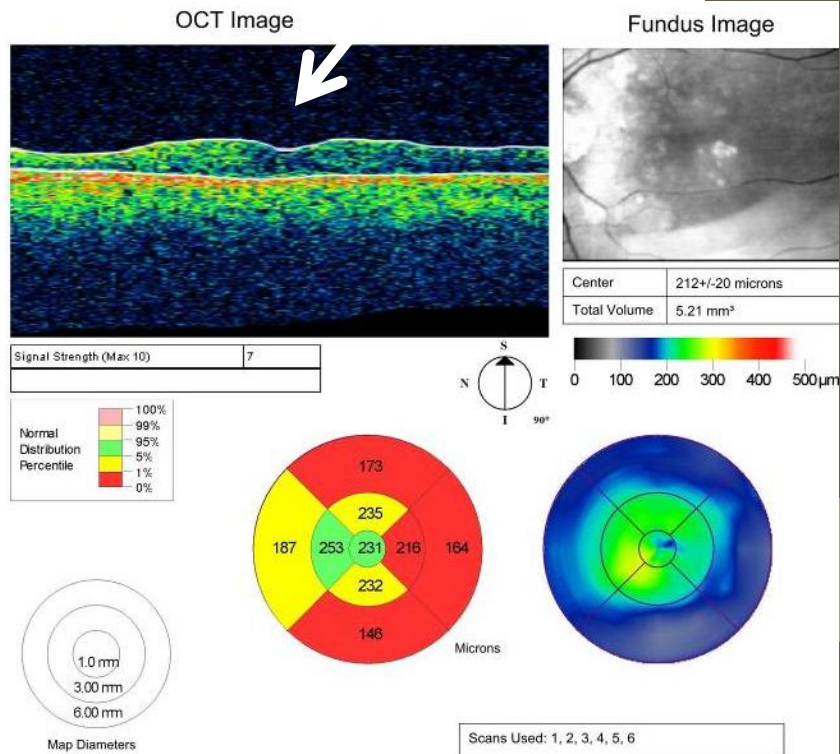 OCT Image
Fundus Image
Center 212+/-20 microns
Total Volume 5.21 mm³
Signal Strength (Max 10) 7
S
N T
I 90°
0 100 200 300 400 500 µm
Normal
Distribution
Percentile
100%
99%
95%
5%
1%
0%
173
235
187 253 231 216 164
232
146
Microns
1.0 mm
3.00 mm
6.00 mm
Map Diameters
Scans Used: 1, 2, 3, 4, 5, 6